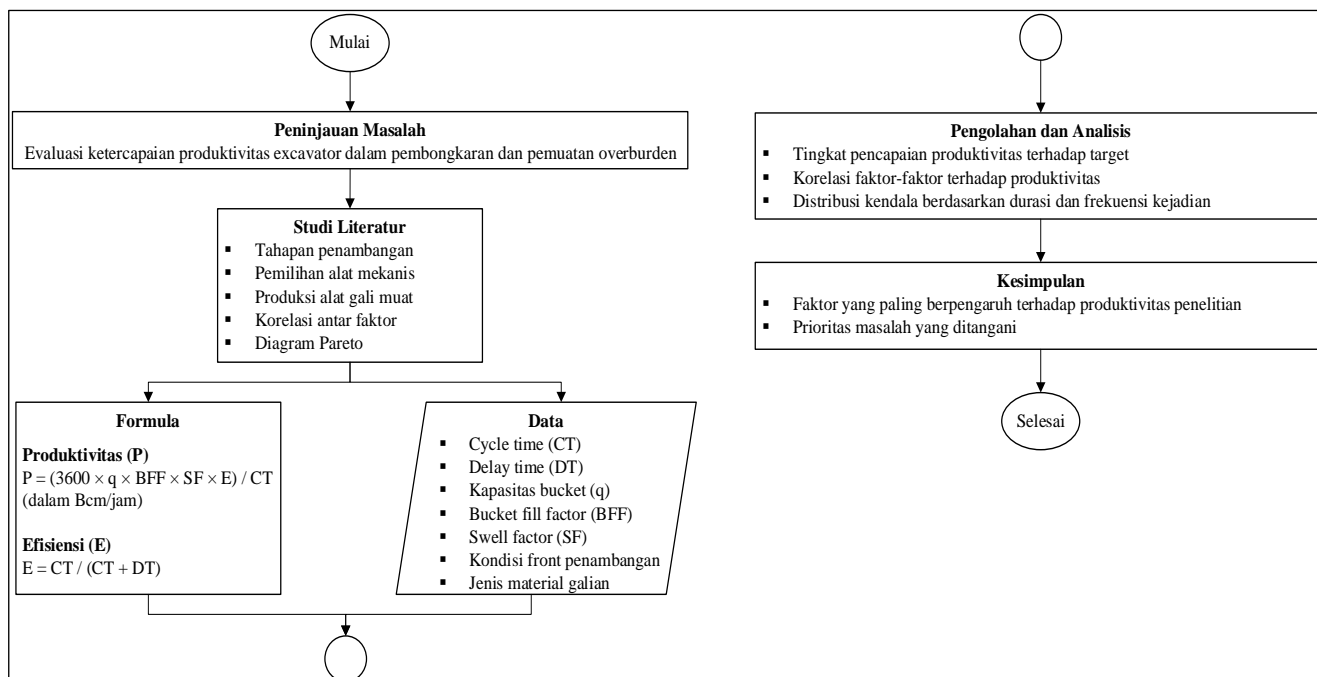 Mulai
Peninjauan Masalah
Evaluasi ketercapaian produktivitas excavator dalam pembongkaran dan pemuatan overburden
Studi Literatur
▪ Tahapan penambangan
▪ Pemilihan alat mekanis
▪ Produksi alat gali muat
▪ Korelasi antar faktor
▪ Diagram Pareto
Formula
Produktivitas (P)
P = (3600 × q × BFF × SF × E) / CT
(dalam Bcm/jam)
Efisiensi (E)
E = CT / (CT + DT)
Data
▪ Cycle time (CT)
▪ Delay time (DT)
▪ Kapasitas bucket (q)
▪ Bucket fill factor (BFF)
▪ Swell factor (SF)
▪ Kondisi front penambangan
▪ Jenis material galian
Pengolahan dan Analisis
▪ Tingkat pencapaian produktivitas terhadap target
▪ Korelasi faktor-faktor terhadap produktivitas
▪ Distribusi kendala berdasarkan durasi dan frekuensi kejadian
Kesimpulan
▪ Faktor yang paling berpengaruh terhadap produktivitas penelitian
▪ Prioritas masalah yang ditangani
Selesai